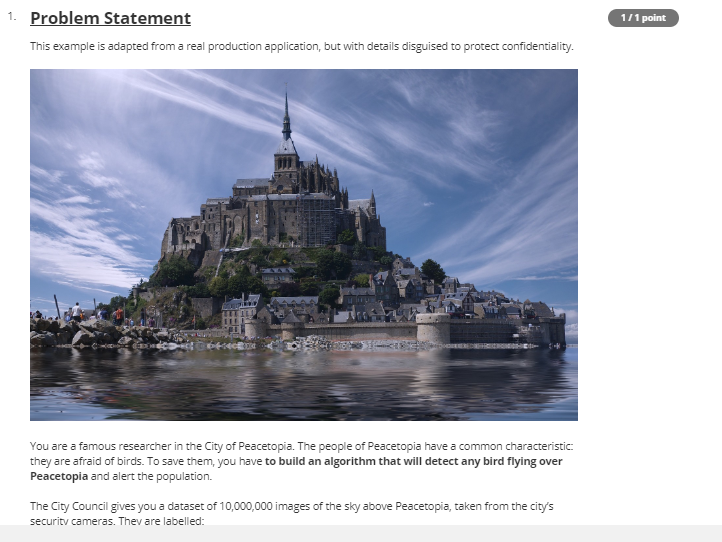 1. Problem Statement
1 / 1 point
This example is adapted from a real production application, but with details disguised to protect confidentiality.
You are a famous researcher in the City of Peacetopia. The people of Peacetopia have a common characteristic:
they are afraid of birds. To save them, you have to build an algorithm that will detect any bird flying over
Peacetopia and alert the population.
The City Council gives you a dataset of 10,000,000 images of the sky above Peacetopia, taken from the city's
security cameras. They are labelled: